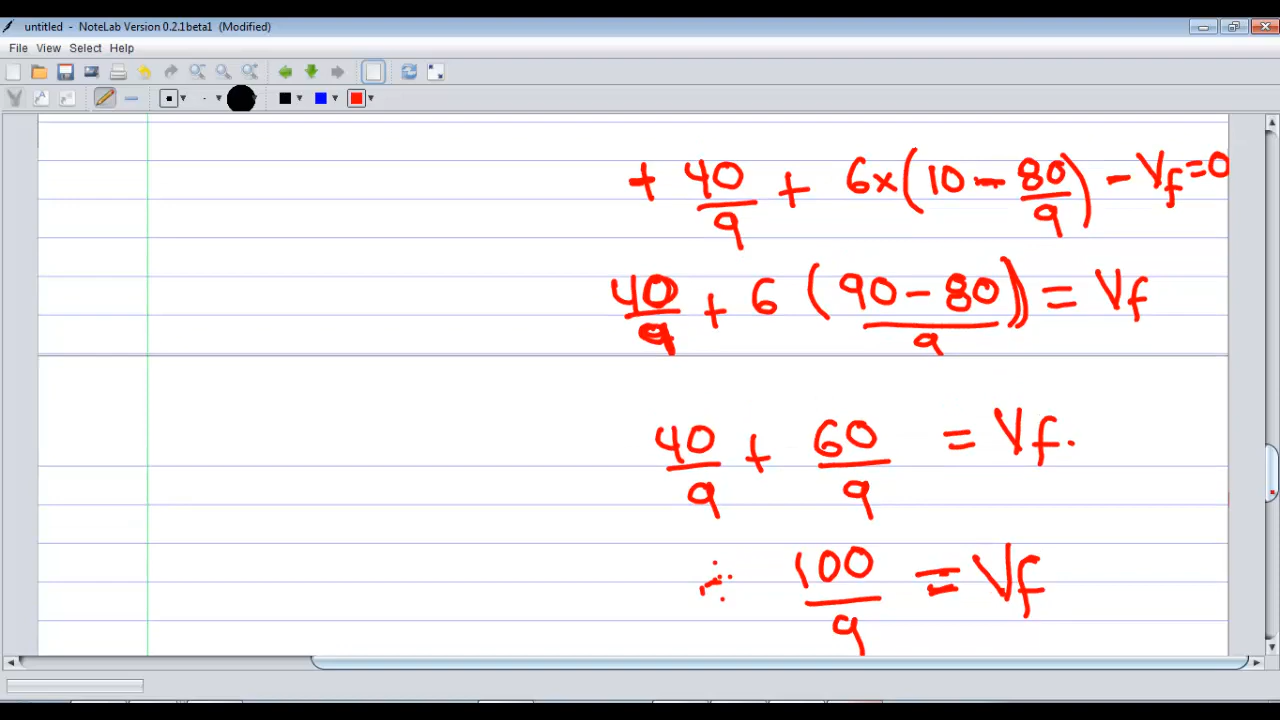 untitled - NoteLab Version 0.2.1beta1 (Modified)
File View Select Help
+ 40/9 + 6×(10 - 80/9) - Vf=0
40/9 + 6 (90-80/9) = Vf
40/9 + 60/9 = Vf.
∴ 100/9 = Vf